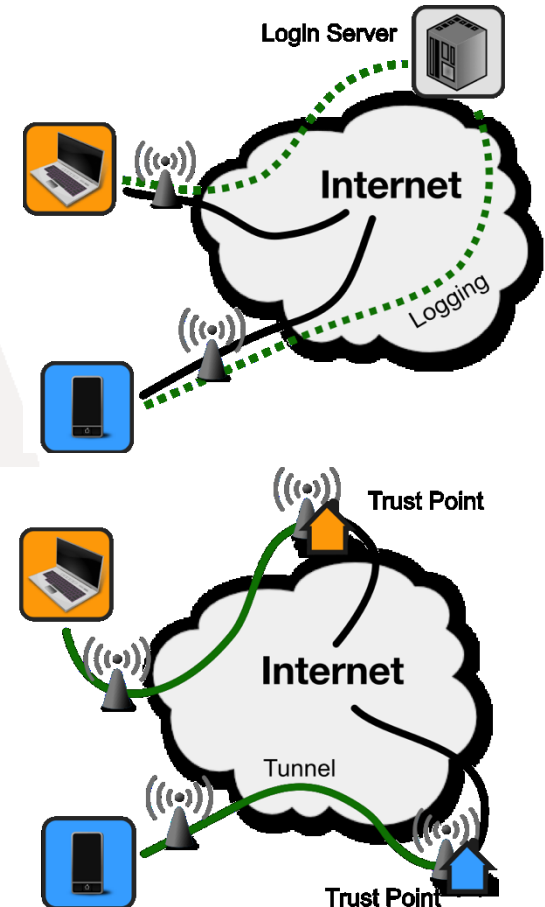 LogIn Server
Internet
Logging
Trust Point
Internet
Tunnel
Trust Point